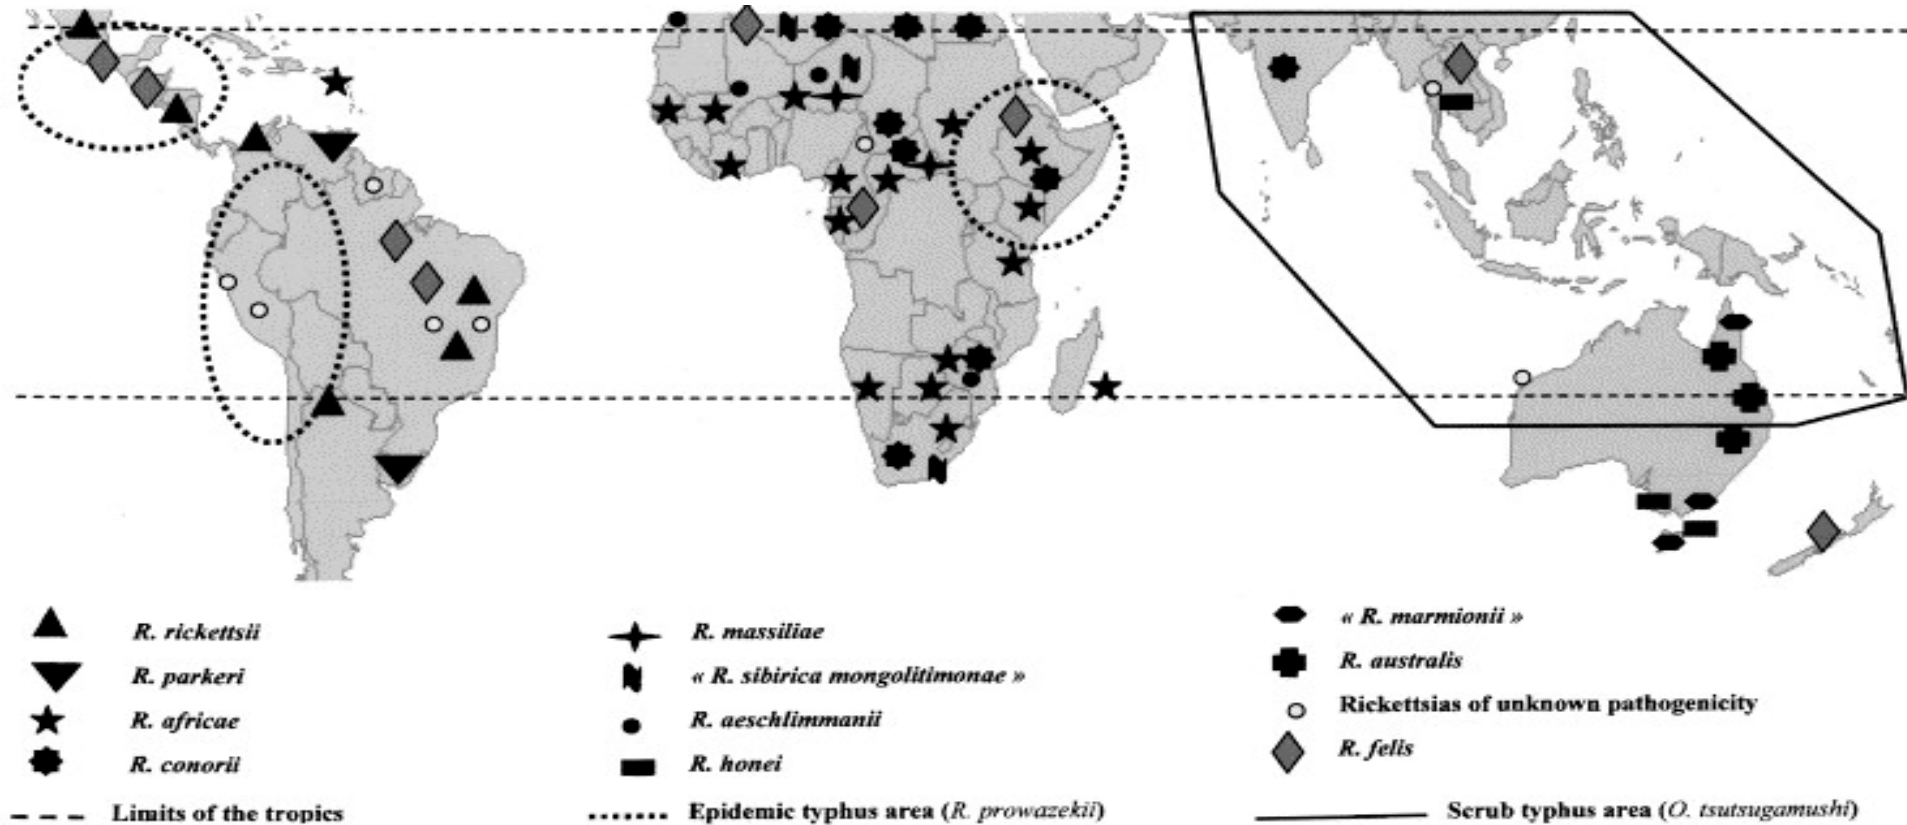 R. rickettsii
R. parkeri
R. africae
R. conorii
Limits of the tropics
R. massiliae
« R. sibirica mongolitimonae »
R. aeschlimmanii
R. honei
Epidemic typhus area (R. prowazekii)
« R. marmionii »
R. australis
Rickettsias of unknown pathogenicity
R. felis
Scrub typhus area (O. tsutsugamushi)